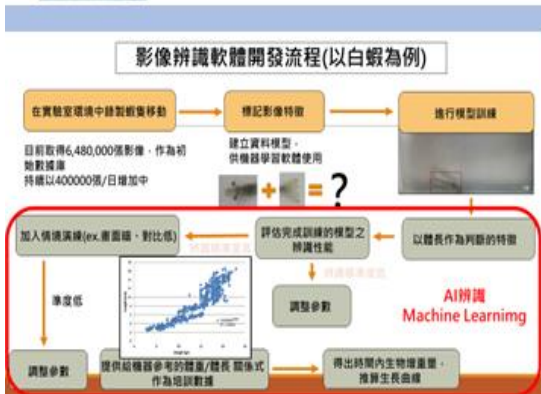 影像辨識軟體開發流程(以白蝦為例)
在實驗室環境中錄製蝦隻移動
標記影像特徵
進行模型訓練
目前取得6,480,000張影像，作為初
始數據庫
持續以400000張/日增加中
建立資料模型，
供機器學習軟體使用
+ = ?
加入情境演練(ex.畫面暗、對比低)
評估完成訓練的模型之
辨識性能
以體長作為判斷的特徵
準度低
調整參數
AI辨識
Machine Learnimg
調整參數
提供給機器參考的體重/體長 關係式
作為培訓數據
得出時間內生物增重量，
推算生長曲線